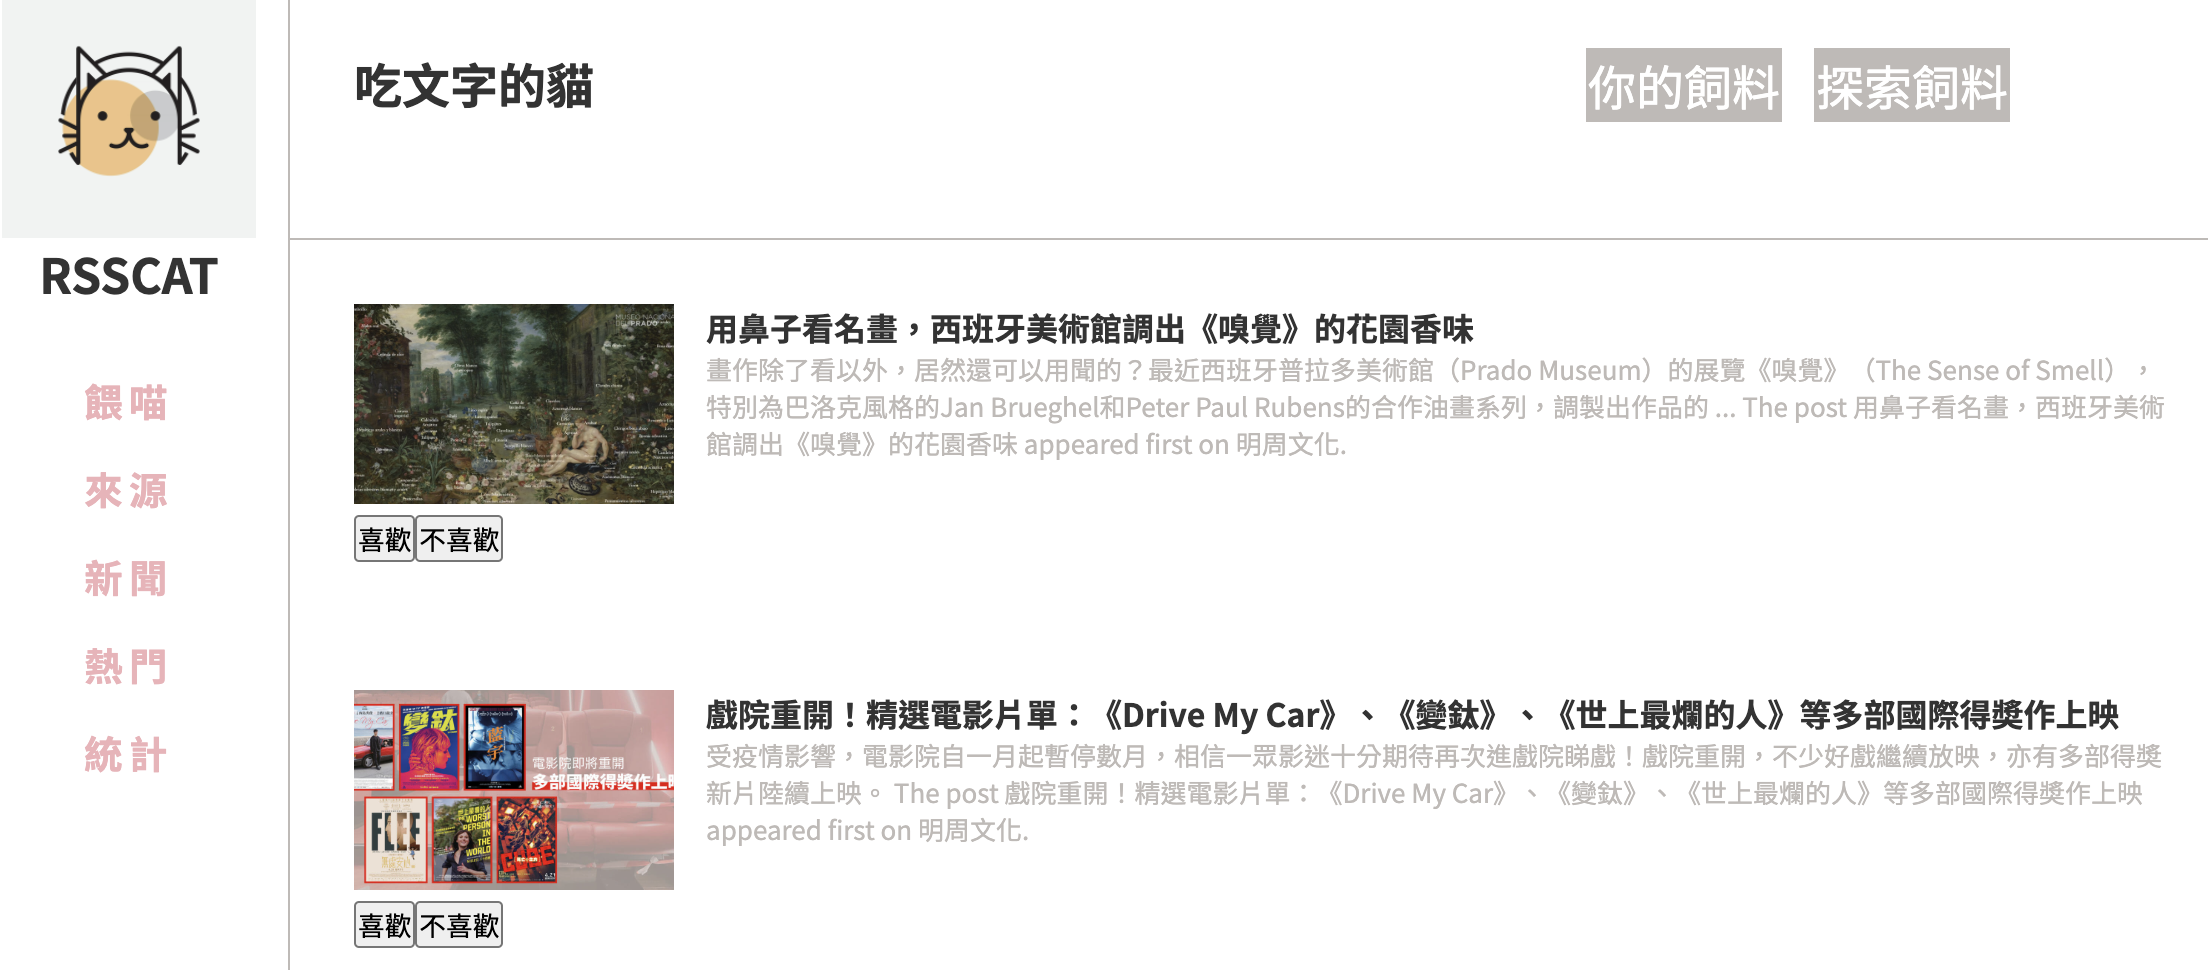 吃文字的貓
你的飼料
探索飼料
RSSCAT
餵喵
來源
新聞
熱門
統計
MUSEO NACIONA
DEL PRADO
用鼻子看名畫，西班牙美術館調出《嗅覺》的花園香味
畫作除了看以外，居然還可以用聞的？最近西班牙普拉多美術館（Prado Museum）的展覽《嗅覺》（The Sense of Smell），
特別為巴洛克風格的Jan Brueghel和Peter Paul Rubens的合作油畫系列，調製出作品的 ... The post 用鼻子看名畫，西班牙美術
館調出《嗅覺》的花園香味 appeared first on 明周文化.
喜歡
不喜歡
變鈦
藍宇
電影院即將重開
多部國際得獎作上映
FLEE
WORST
PERSON
IN THE
WORLD
CUBE
戲院重開！精選電影片單：《Drive My Car》、《變鈦》、《世上最爛的人》等多部國際得獎作上映
受疫情影響，電影院自一月起暫停數月，相信一眾影迷十分期待再次進戲院睇戲！戲院重開，不少好戲繼續放映，亦有多部得獎
新片陸續上映。 The post 戲院重開！精選電影片單：《Drive My Car》、《變鈦》、《世上最爛的人》等多部國際得獎作上映
appeared first on 明周文化.
喜歡
不喜歡